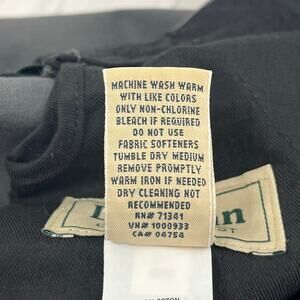 MACHINE WASH WARM
WITH LIKE COLORS
ONLY NON-CHLORINE
BLEACH IF REQUIRED
DO NOT USE
FABRIC SOFTENERS
TUMBLE DRY MEDIUM
REMOVE PROMPTLY
WARM IRON IF NEEDED
DRY CLEANING NOT
RECOMMENDED
RN# 71341
VN# 1000933
CA# 04754